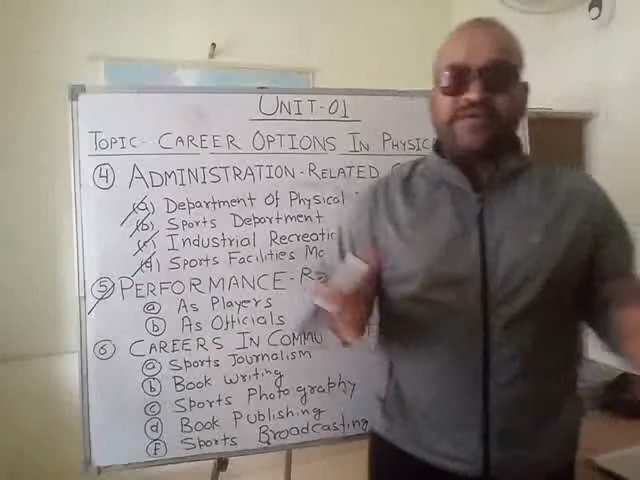 UNIT-01
TOPIC- CAREER OPTIONS IN PHYSIC
④ ADMINISTRATION-RELATED
(a) Department Of Physical
(b) Sports Department
(c) Industrial Recreatio
(d) Sports Facilities Ma
⑤ PERFORMANCE-R
ⓐ As Players
ⓑ As Officials
⑥ CAREERS IN COMMU
ⓐ Sports Journalism
ⓑ Book Writing
ⓒ Sports Photography
ⓓ Book Publishing
Ⓕ Sports Broadcasting